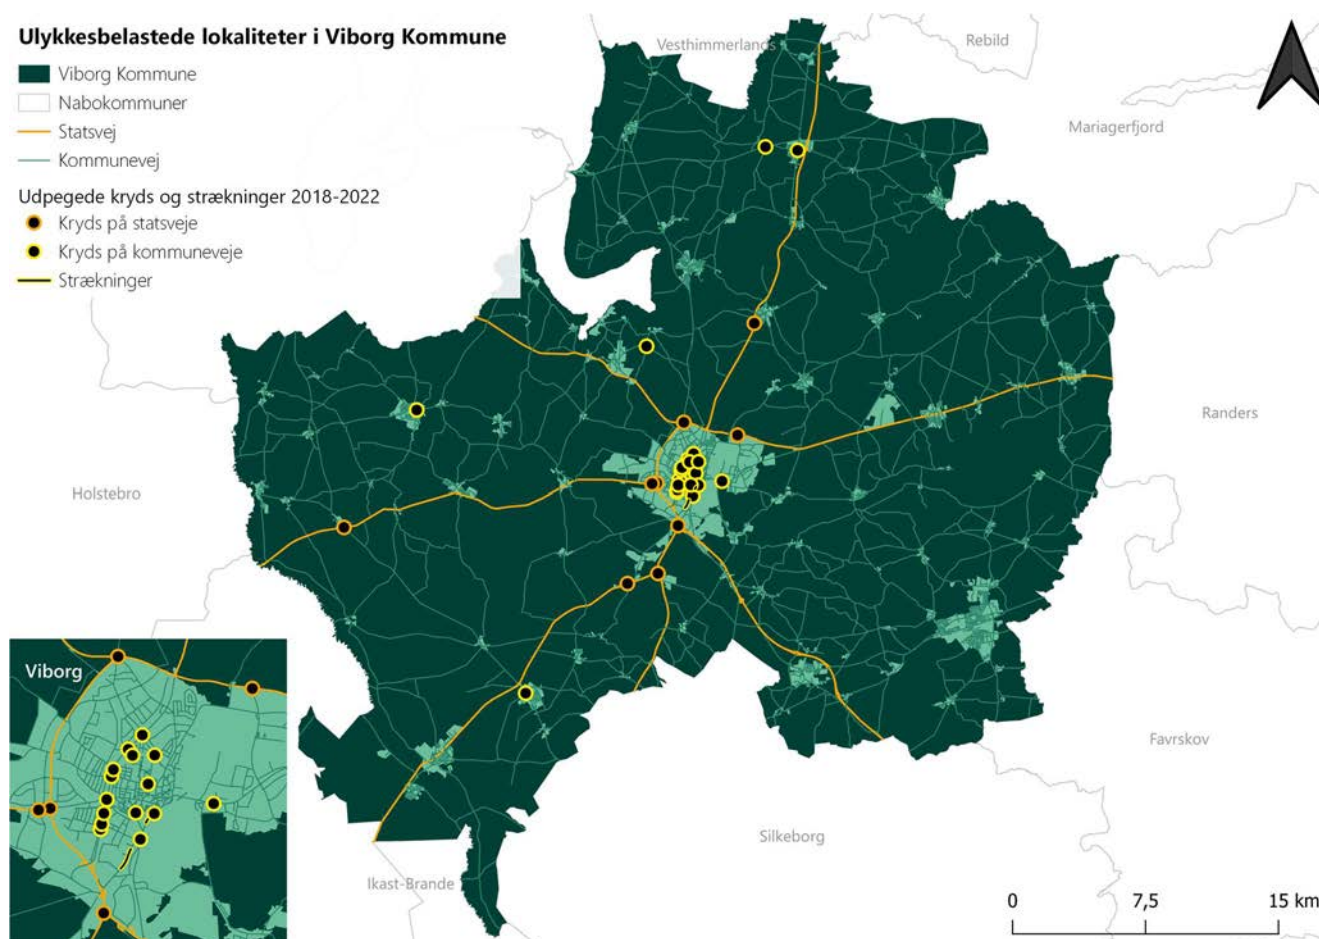 Ulykkesbelastede lokaliteter i Viborg Kommune
Viborg Kommune
Nabokommuner
Statsvej
Kommunevej
Udpegede kryds og strækninger 2018-2022
Kryds på statsveje
Kryds på kommuneveje
Strækninger
Vesthimmerlands
Rebild
Mariagerfjord
Randers
Holstebro
Viborg
Favrskov
Silkeborg
Ikast-Brande
0 7,5 15 km